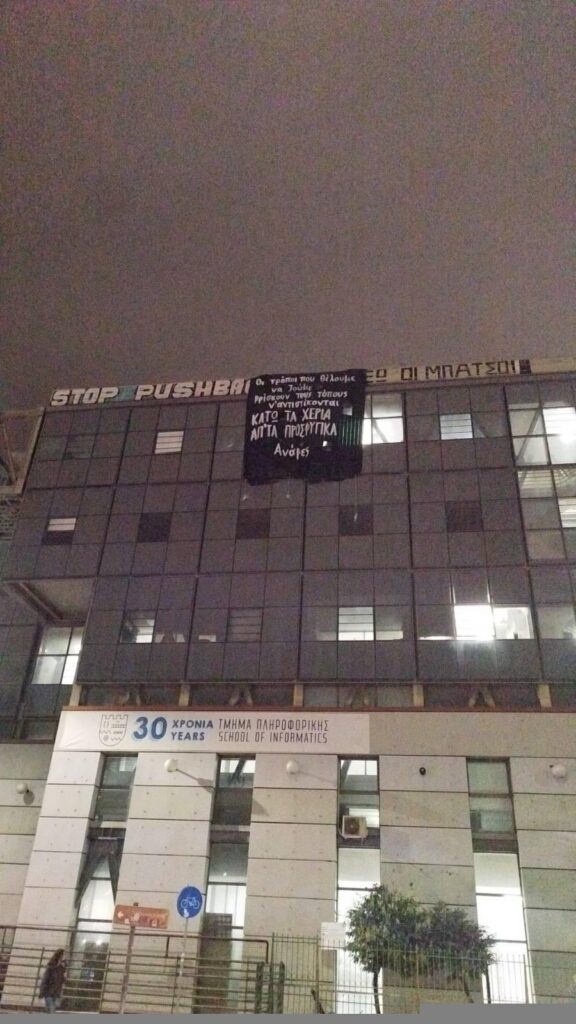 STOP PUSHBA
ΞΩ ΟΙ ΜΠΑΤΣΟΙ
Οι τρόποι που θέλουμε
να ζούμε
βρίσκουν τους τόπους
ν'αντιστέκονται
ΚΑΤΩ ΤΑ ΧΕΡΙΑ
ΑΠ'ΤΑ ΠΡΟΣΦΥΓΙΚΑ
30 ΧΡΟΝΙΑ YEARS
ΤΜΗΜΑ ΠΛΗΡΟΦΟΡΙΚΗΣ
SCHOOL OF INFORMATICS